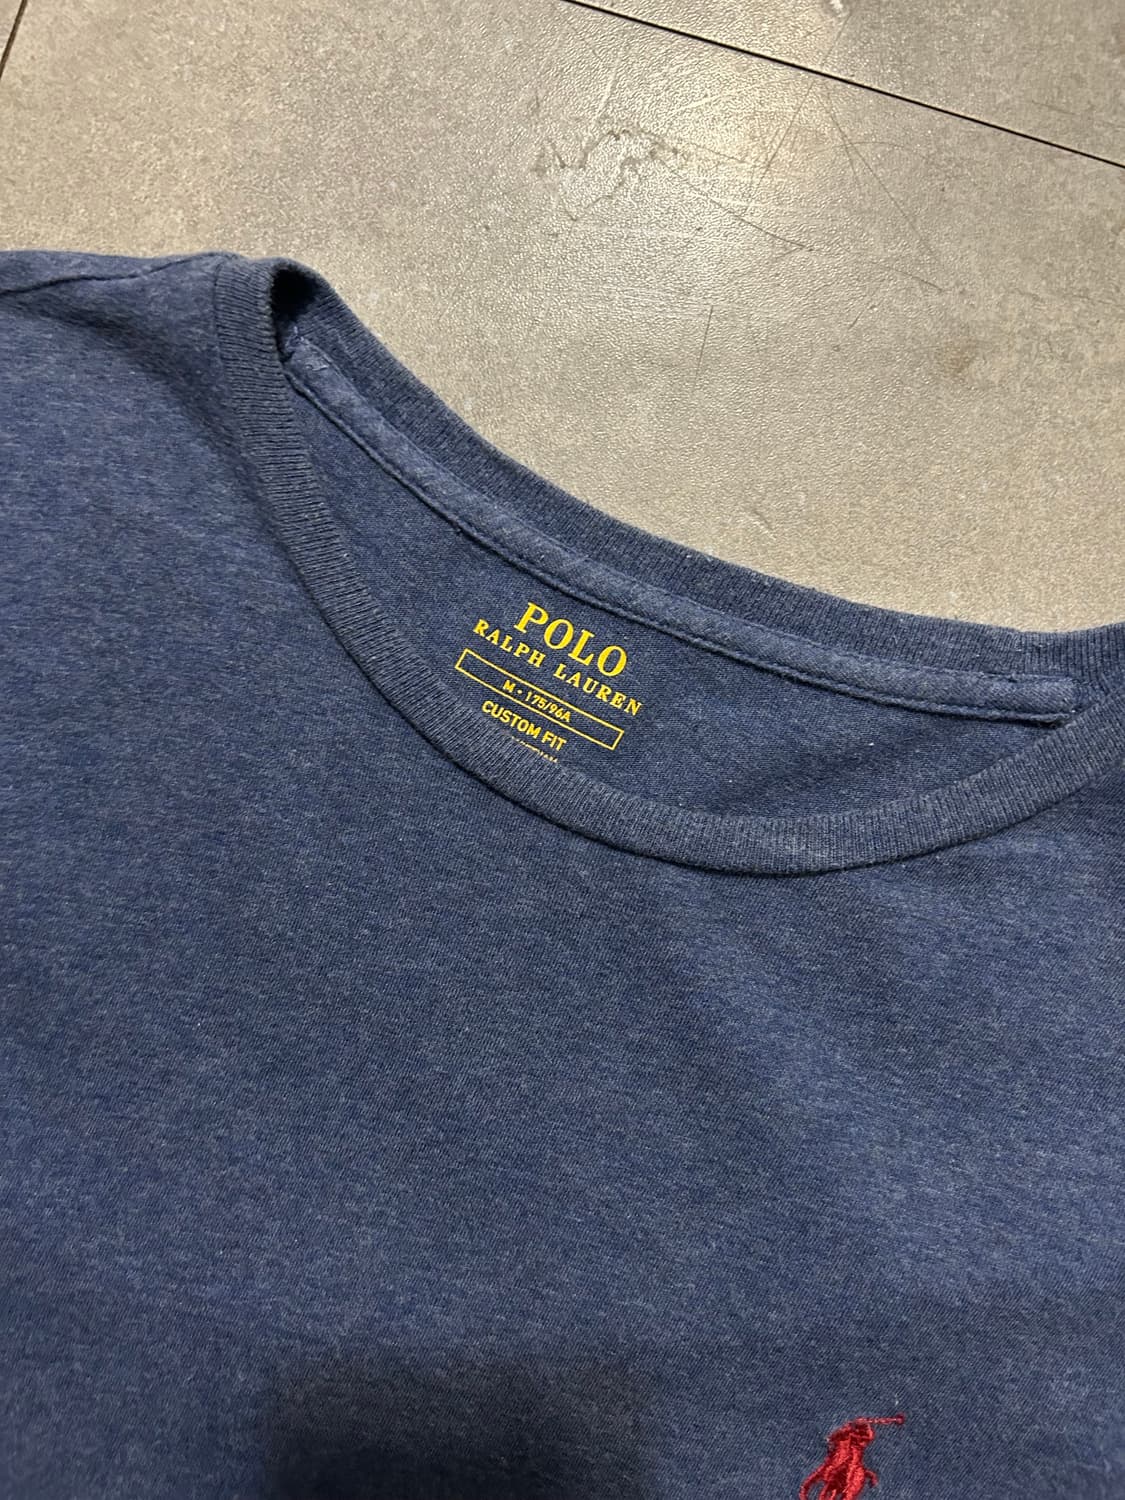 POLO
RALPH LAUREN
M • 175/96A
CUSTOM FIT